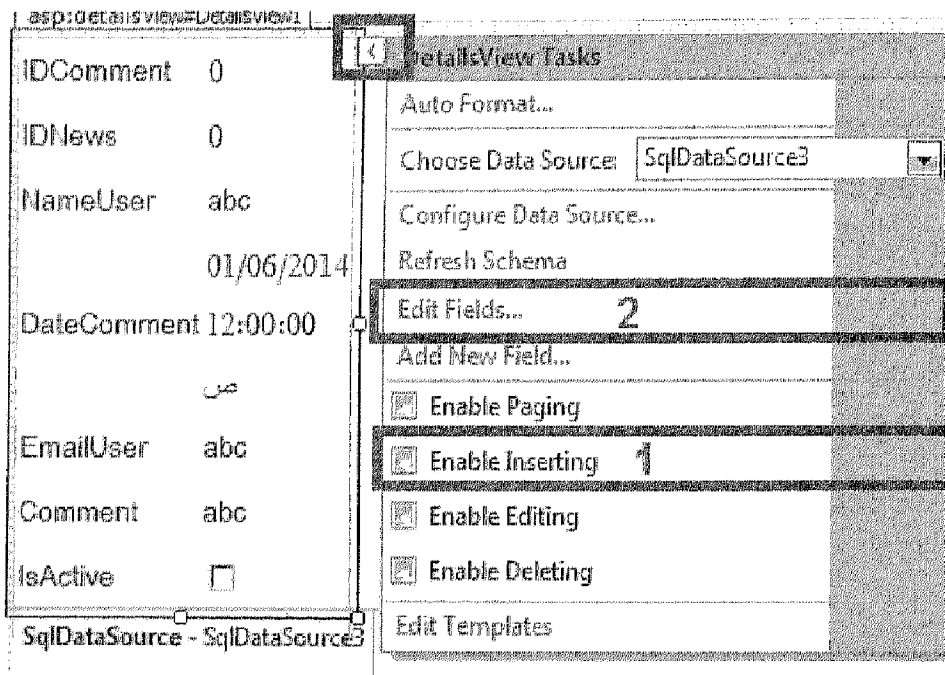 asp:detailsview#DetailsView1
IDComment 0
IDNews 0
NameUser abc
01/06/2014
DateComment 12:00:00
ص
EmailUser abc
Comment abc
IsActive
SqlDataSource - SqlDataSource3
DetailsView Tasks
Auto Format...
Choose Data Source: SqlDataSource3
Configure Data Source...
Refresh Schema
Edit Fields... 2
Add New Field...
Enable Paging
Enable Inserting 1
Enable Editing
Enable Deleting
Edit Templates